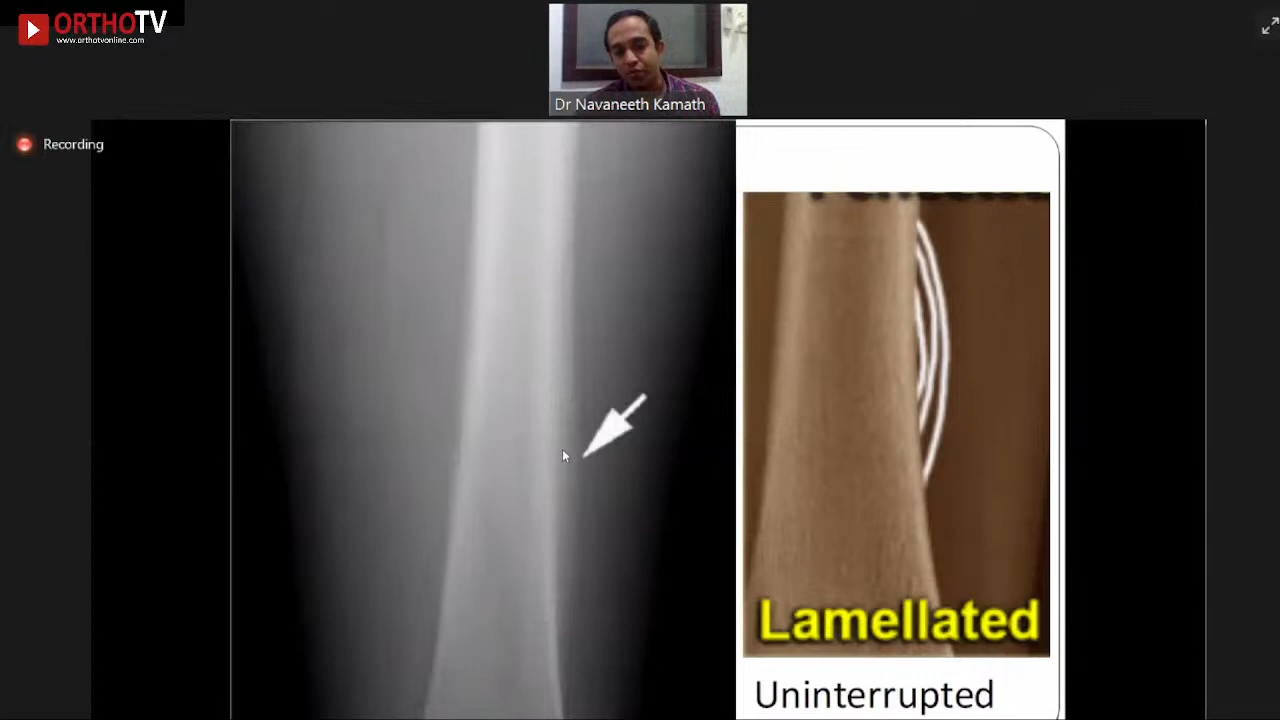 ORTHOTV
www.orthotvonline.com
Dr Navaneeth Kamath
Recording
Lamellated
Uninterrupted